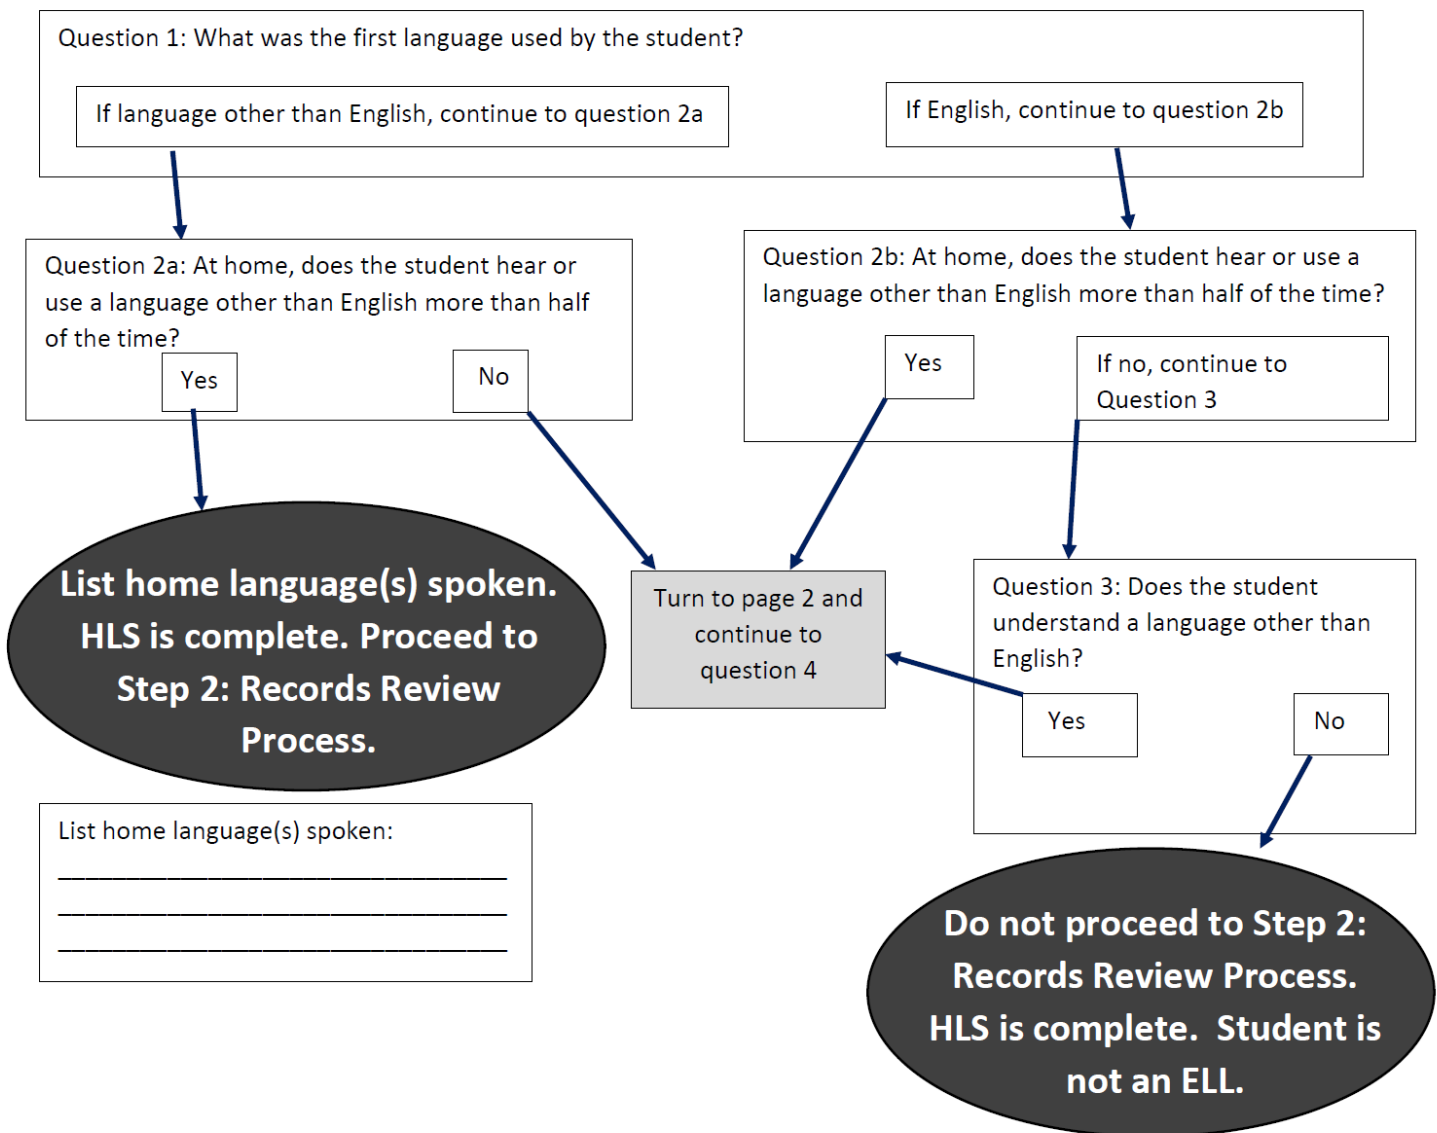 Question 1: What was the first language used by the student?
If language other than English, continue to question 2a
If English, continue to question 2b
Question 2a: At home, does the student hear or
use a language other than English more than half
of the time?
Yes
No
Question 2b: At home, does the student hear or use a
language other than English more than half of the time?
Yes
If no, continue to
Question 3
List home language(s) spoken.
HLS is complete. Proceed to
Step 2: Records Review
Process.
Turn to page 2 and
continue to
question 4
Question 3: Does the student
understand a language other than
English?
Yes
No
List home language(s) spoken:
Do not proceed to Step 2:
Records Review Process.
HLS is complete.  Student is
not an ELL.